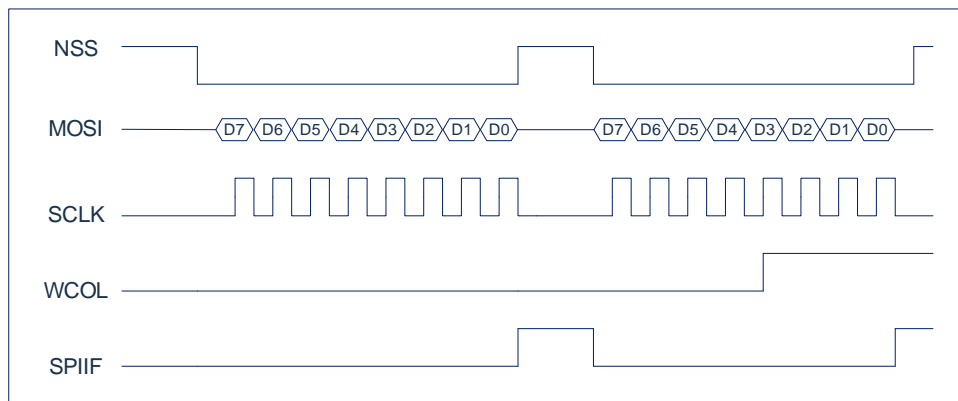 NSS
MOSI D7 D6 D5 D4 D3 D2 D1 D0 D7 D6 D5 D4 D3 D2 D1 D0
SCLK
WCOL
SPIIF